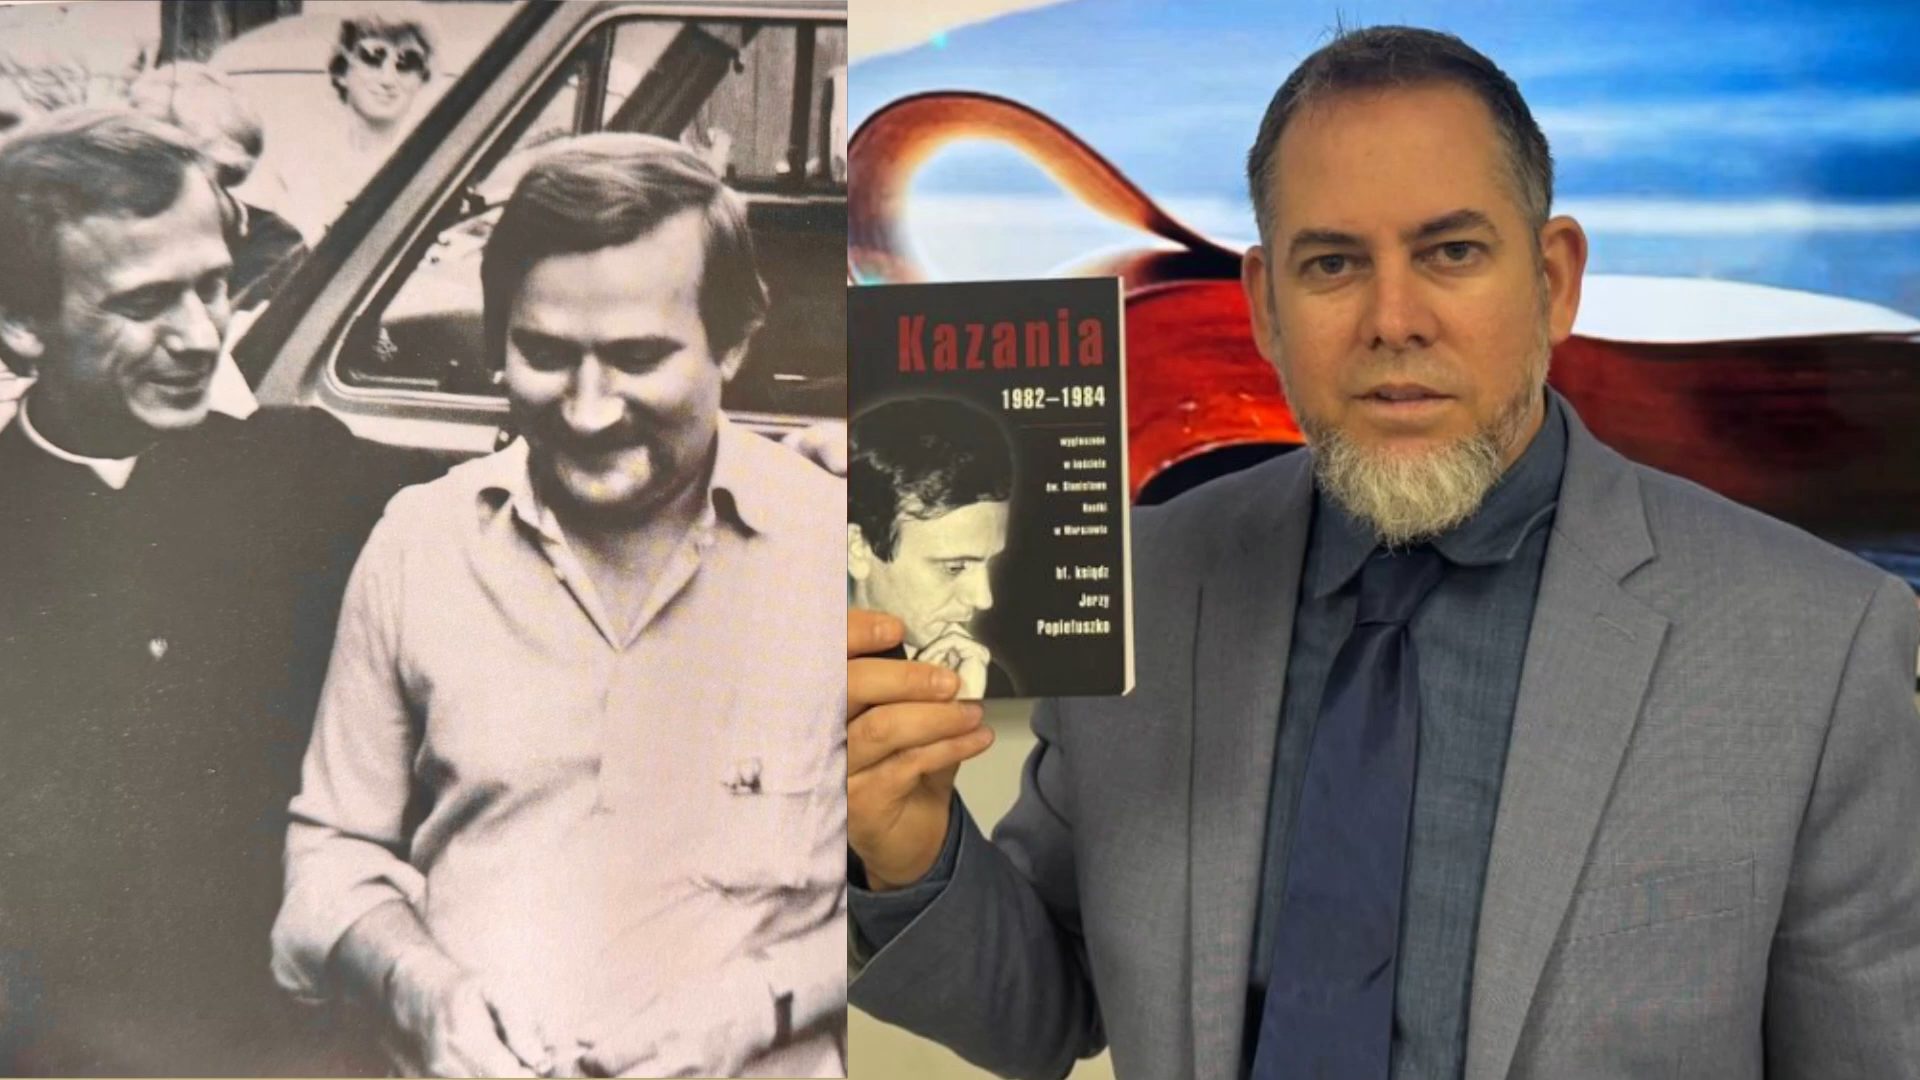 Kazania
1982–1984
wygłoszone
w kościele
św. Stanisława
Kostki
w Warszawie
bł. ksiądz
Jerzy
Popiełuszko